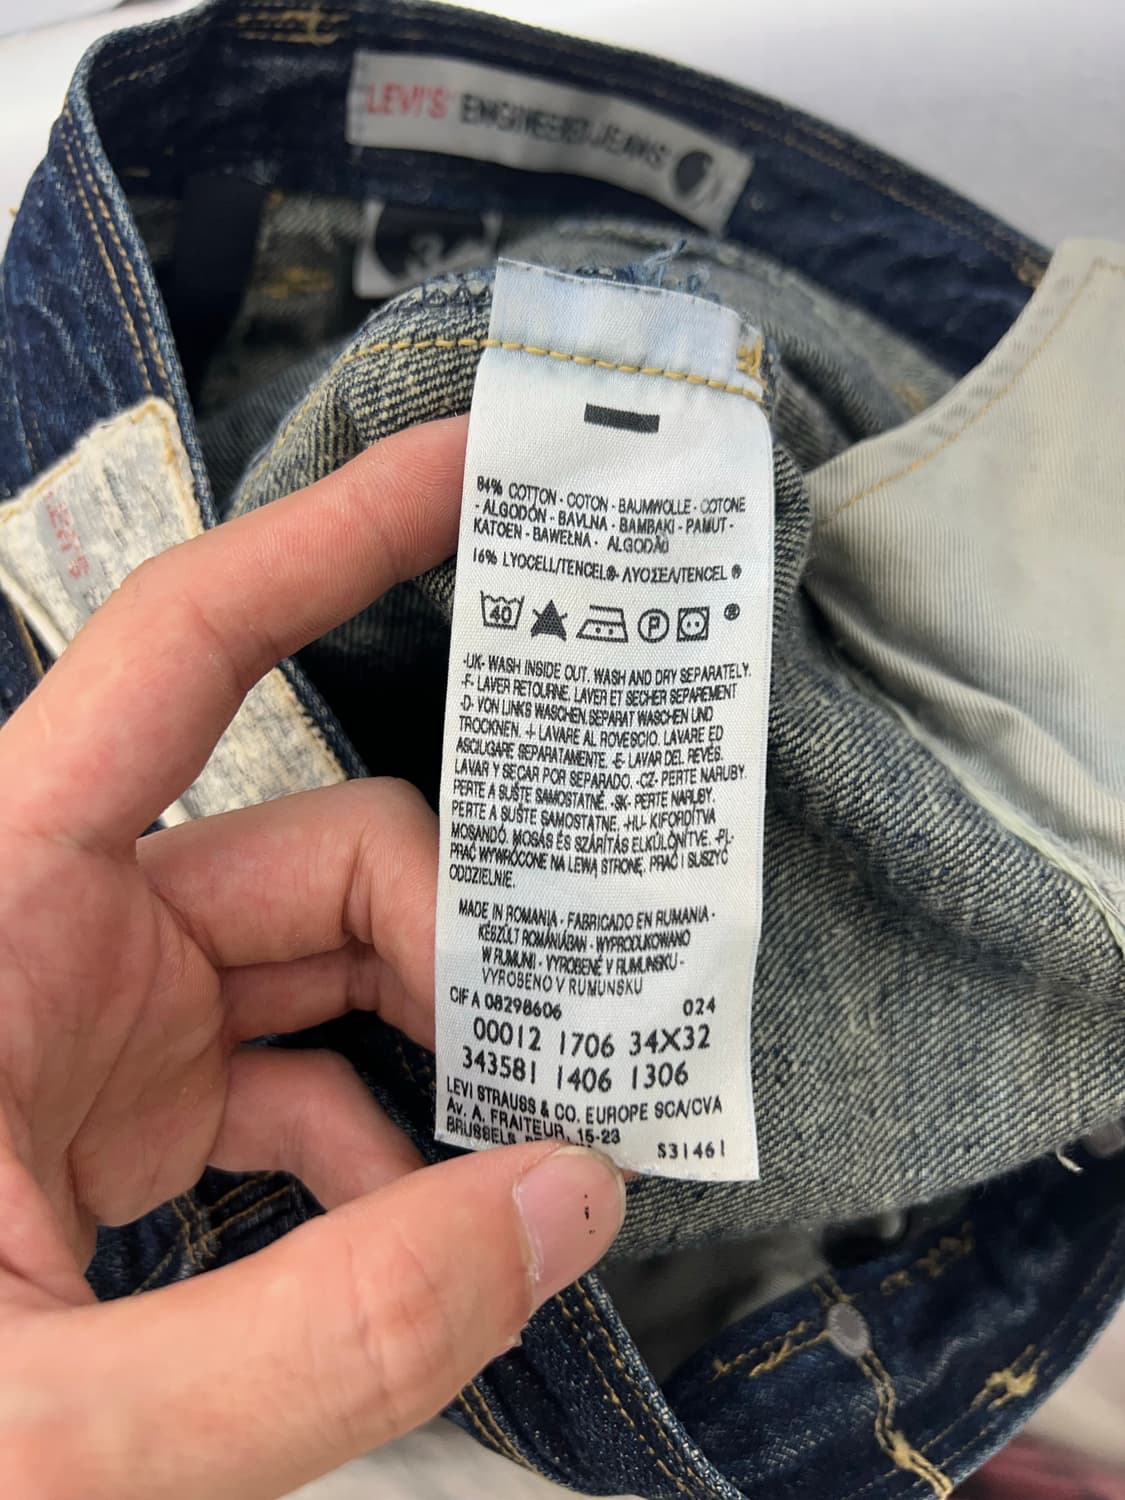 LEVI'S ENGINEERED JEANS
34
LEVI'S
84% COTTON - COTON - BAUMWOLLE - COTONE
- ALGODÓN - BAVLNA - BAMBAKI - PAMUT -
KATOEN - BAWEŁNA - ALGODÃO
16% LYOCELL/TENCEL® - ΛΥΟΣΕΛ/TENCEL ®
40 P ®
-UK- WASH INSIDE OUT. WASH AND DRY SEPARATELY.
-F- LAVER RETOURNE. LAVER ET SECHER SEPAREMENT
-D- VON LINKS WASCHEN.SEPARAT WASCHEN UND
TROCKNEN. -I- LAVARE AL ROVESCIO. LAVARE ED
ASCIUGARE SEPARATAMENTE. -E- LAVAR DEL REVÉS.
LAVAR Y SECAR POR SEPARADO. -CZ- PERTE NARUBY.
PERTE A SUŠTE SAMOSTATNĚ. -SK- PERTE NARUBY.
PERTE A SUŠTE SAMOSTATNE. -HU- KIFORDÍTVA
MOSANDÓ. MOSÁS ÉS SZÁRÍTÁS ELKÜLÖNÍTVE. -PL-
PRAĆ WYWRÓCONE NA LEWĄ STRONĘ. PRAĆ I SUSZYĆ
ODDZIELNIE.
MADE IN ROMANIA - FABRICADO EN RUMANIA -
KÉSZÜLT ROMÁNIÁBAN - WYPRODUKOWANO
W RUMUNII - VYROBENÉ V RUMUNSKU -
VYROBENO V RUMUNSKU
CIF A 08298606 024
00012 1706 34X32
343581 1406 1306
LEVI STRAUSS & CO. EUROPE SCA/CVA
Av. A. FRAITEUR, 15-23
BRUSSELS
S31461